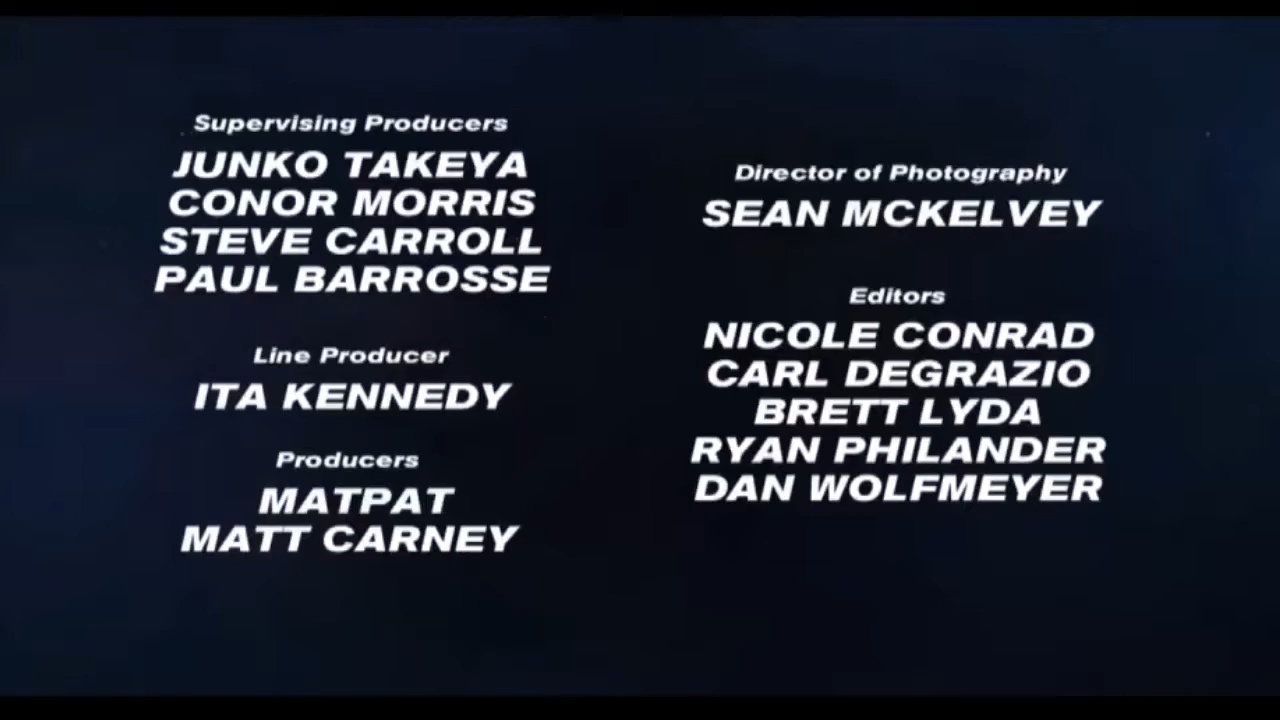 Supervising Producers
JUNKO TAKEYA
CONOR MORRIS
STEVE CARROLL
PAUL BARROSSE
Line Producer
ITA KENNEDY
Producers
MATPAT
MATT CARNEY
Director of Photography
SEAN MCKELVEY
Editors
NICOLE CONRAD
CARL DEGRAZIO
BRETT LYDA
RYAN PHILANDER
DAN WOLFMEYER